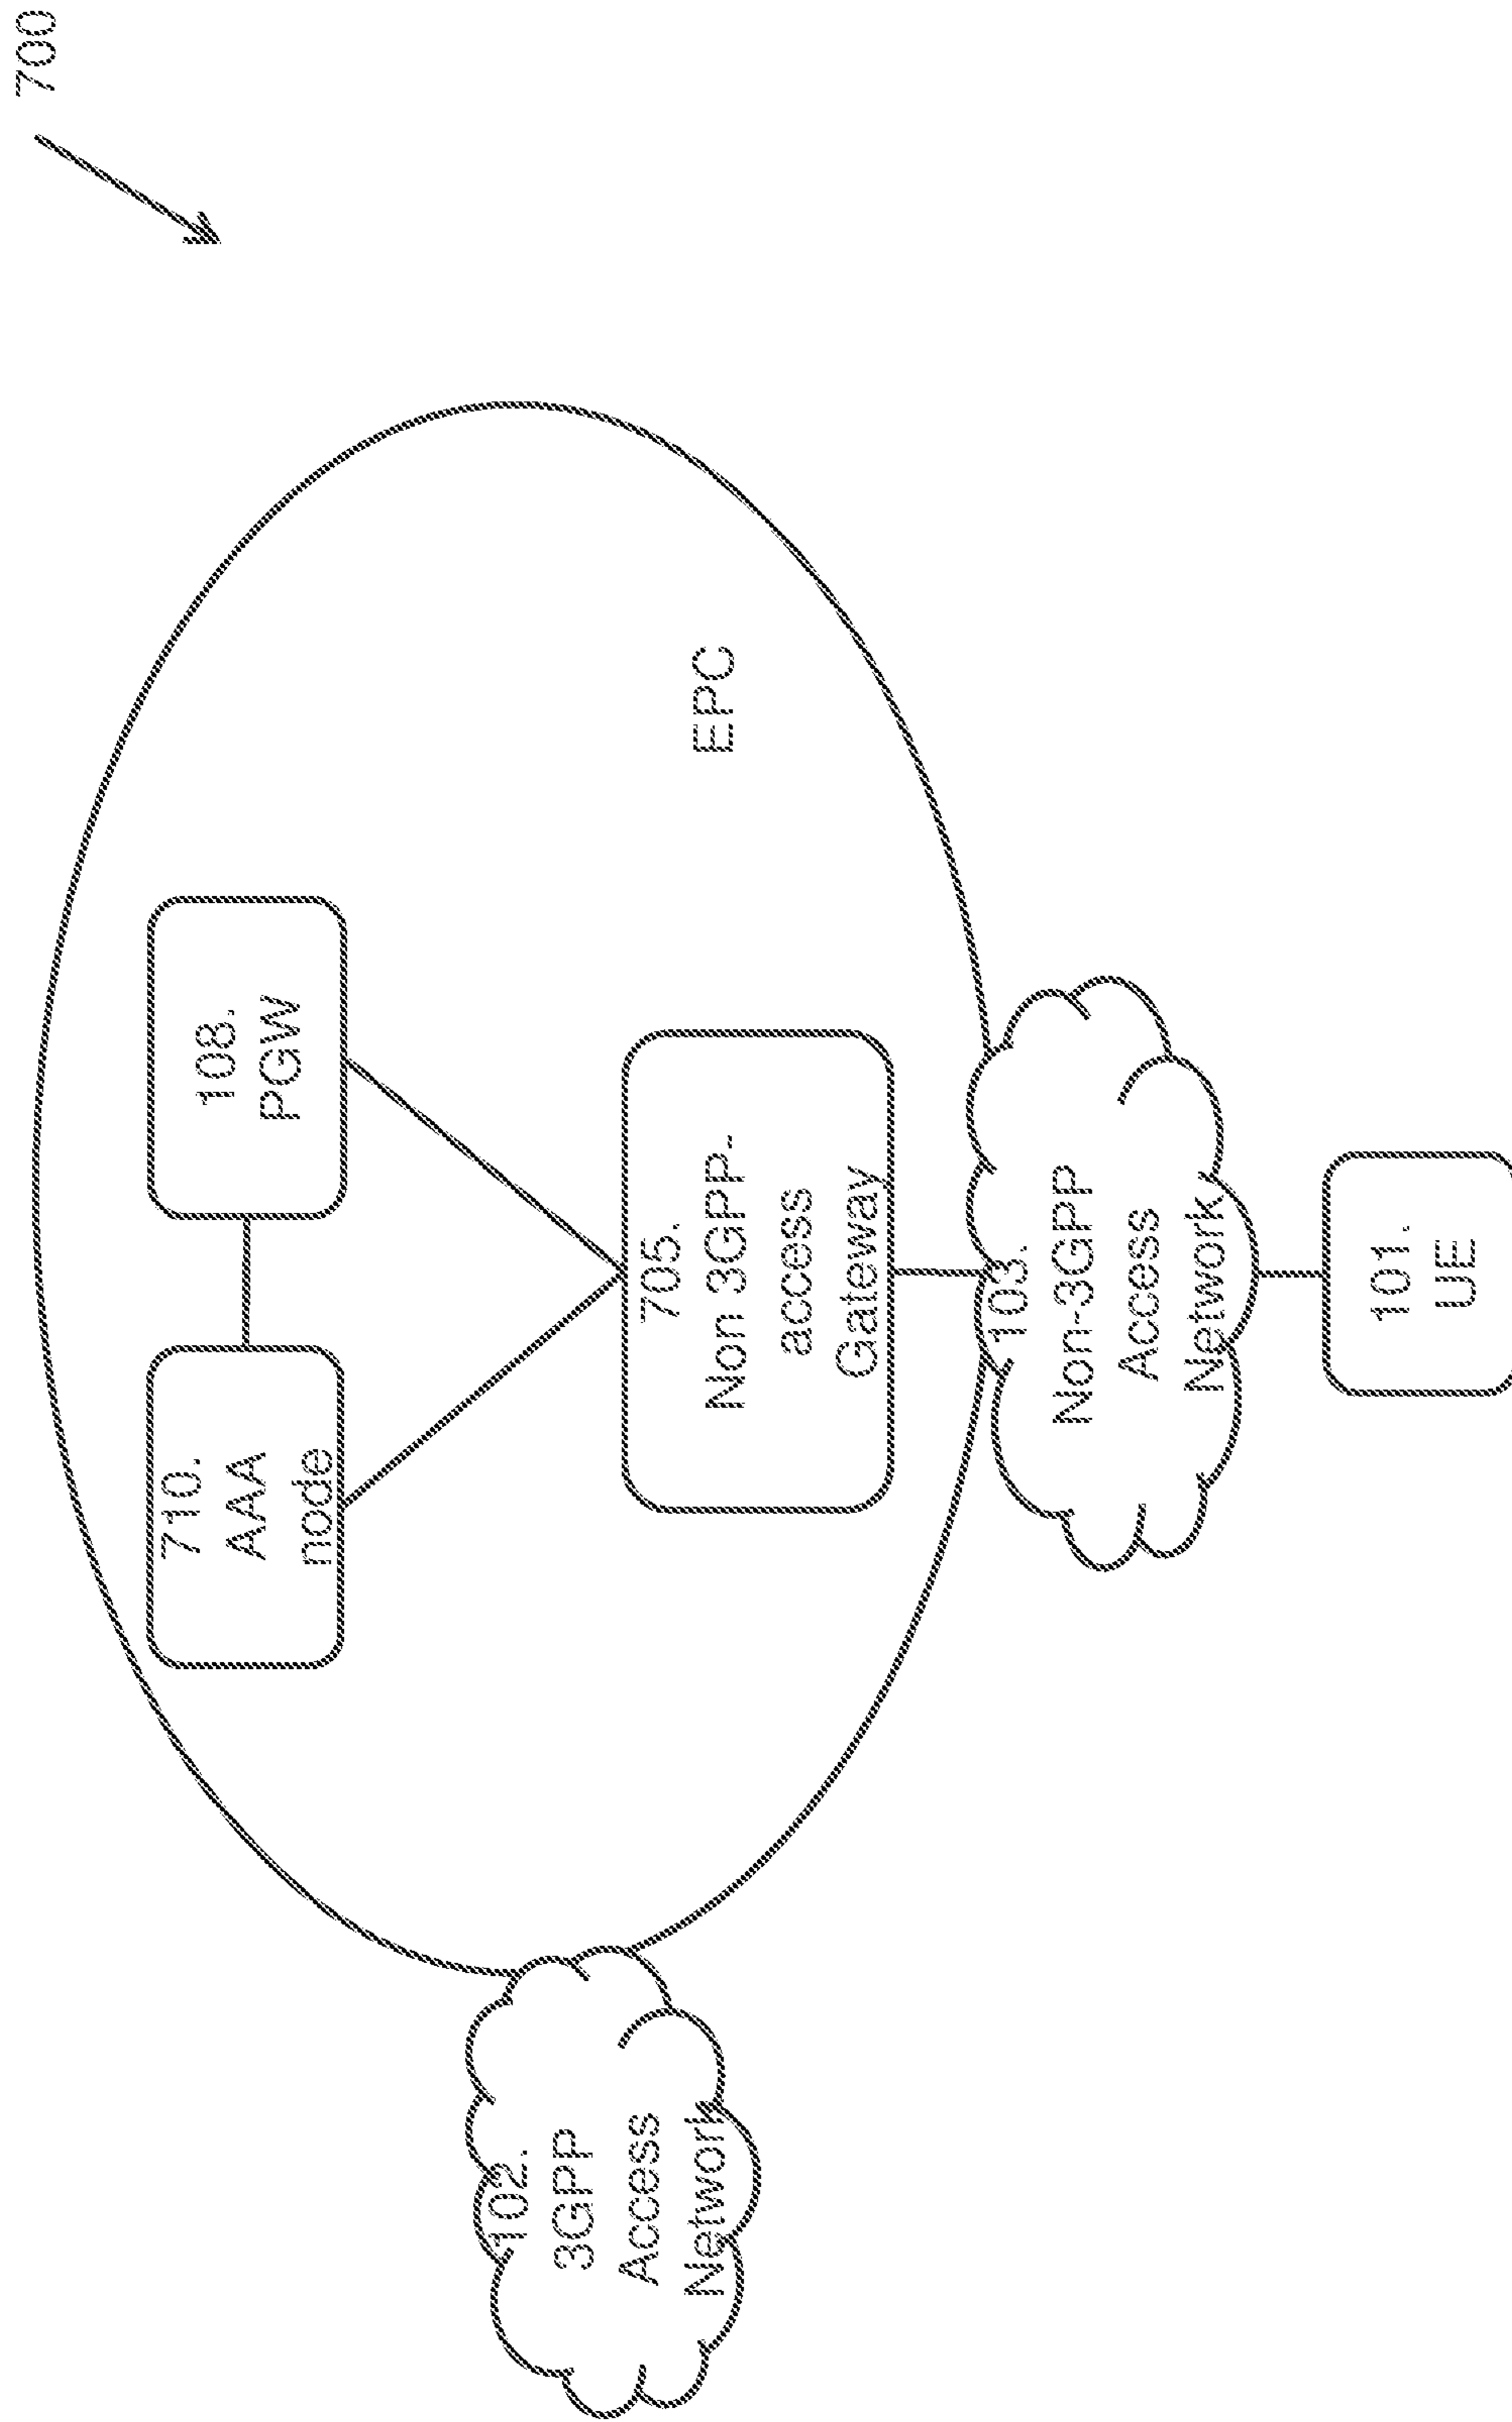 700
710.
AAA
node
108.
PGW
705.
Non 3GPP-
access
Gateway
EPC
102.
3GPP
Access
Network
103.
Non-3GPP
Access
Network
101.
UE